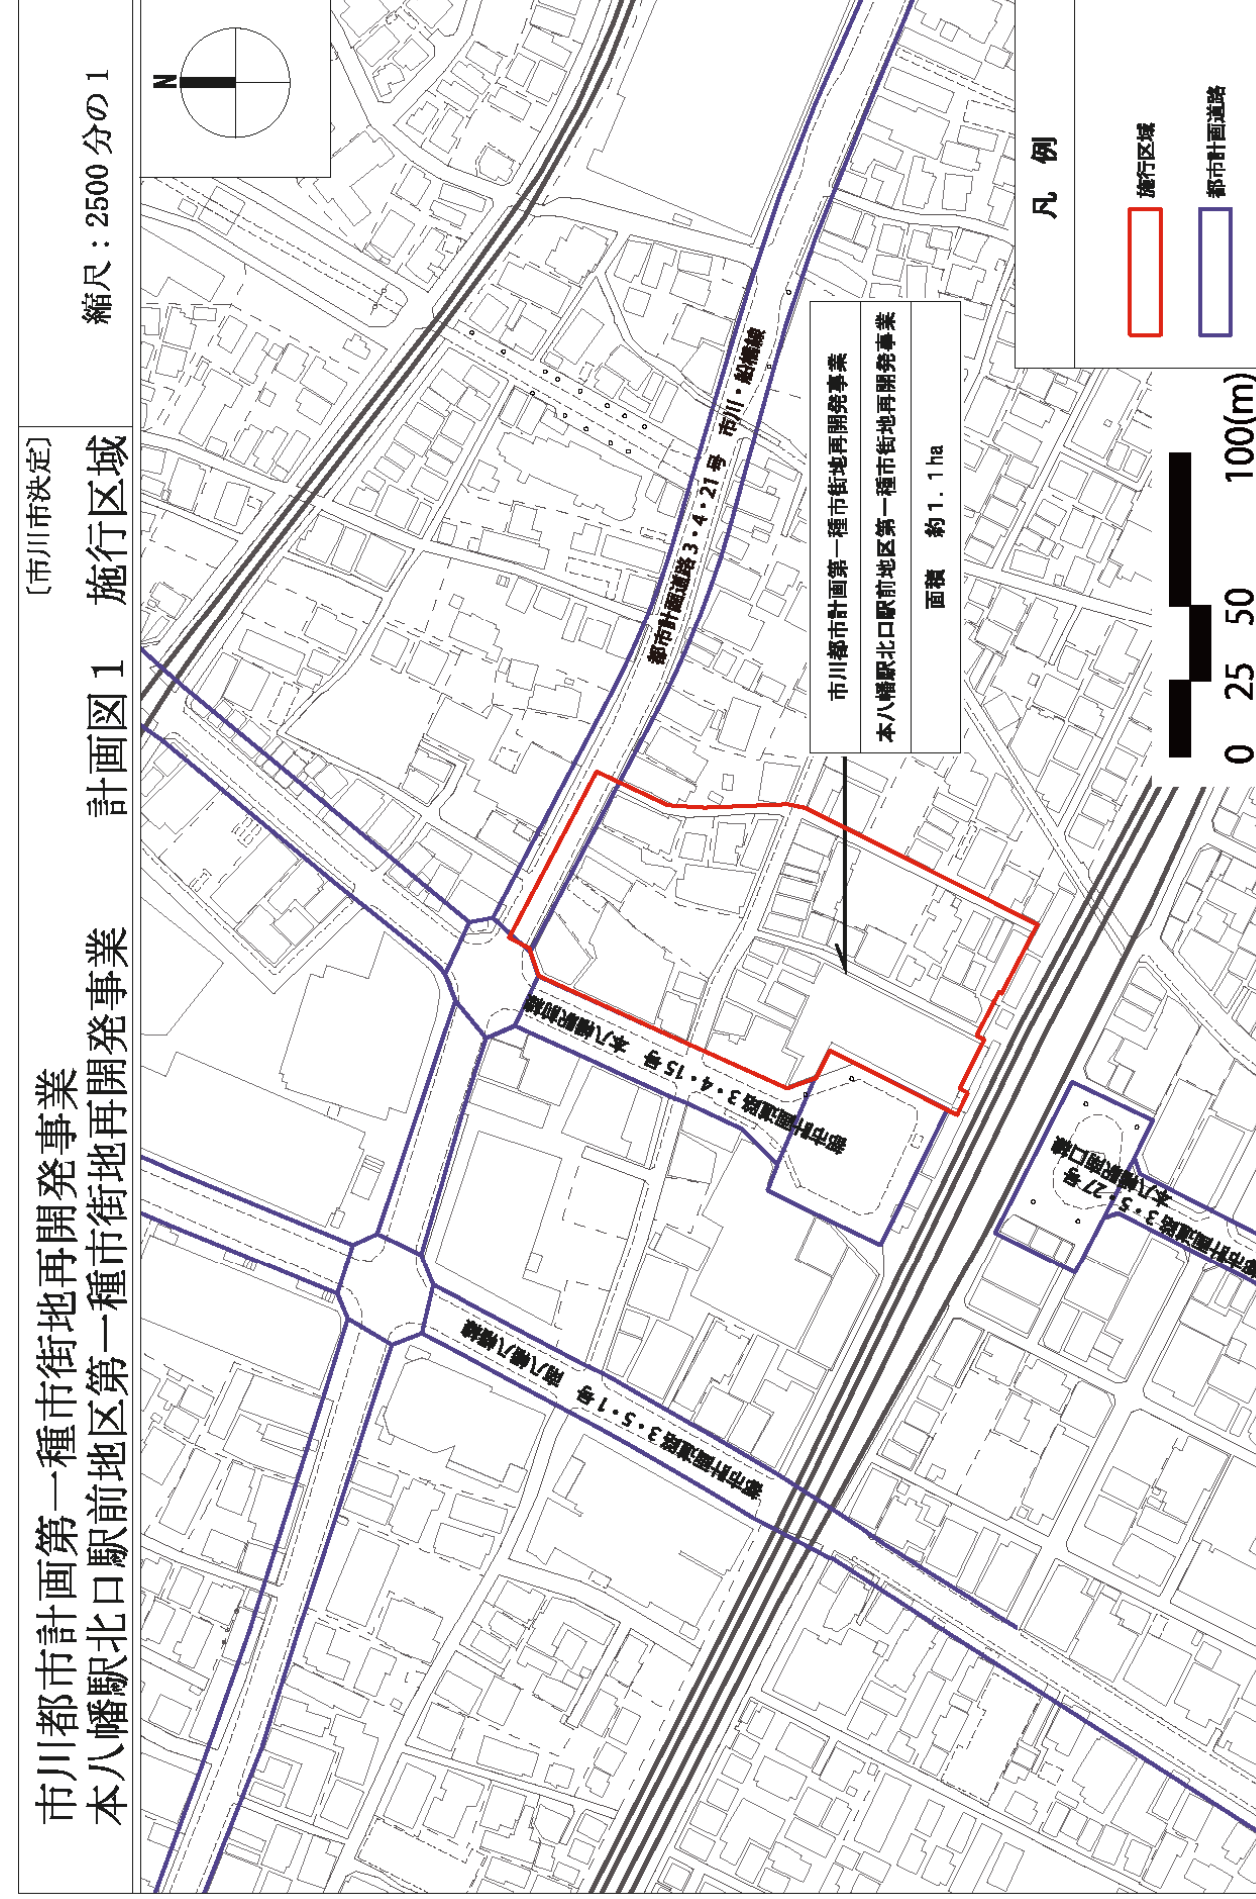 市川都市計画第一種市街地再開発事業
本八幡駅北口駅前地区第一種市街地再開発事業
計画図1 施行区域
〔市川市決定〕
縮尺：2500分の1
N
都市計画道路3・4・21号 市川・船橋線
都市計画道路3・4・15号 本八幡駅前線
都市計画道路3・5・1号 南八幡八幡線
都市計画道路3・5・27号
本八幡駅南口線
市川都市計画第一種市街地再開発事業
本八幡駅北口駅前地区第一種市街地再開発事業
面積 約1．1ha
凡 例
施行区域
都市計画道路
0 25 50 100(m)